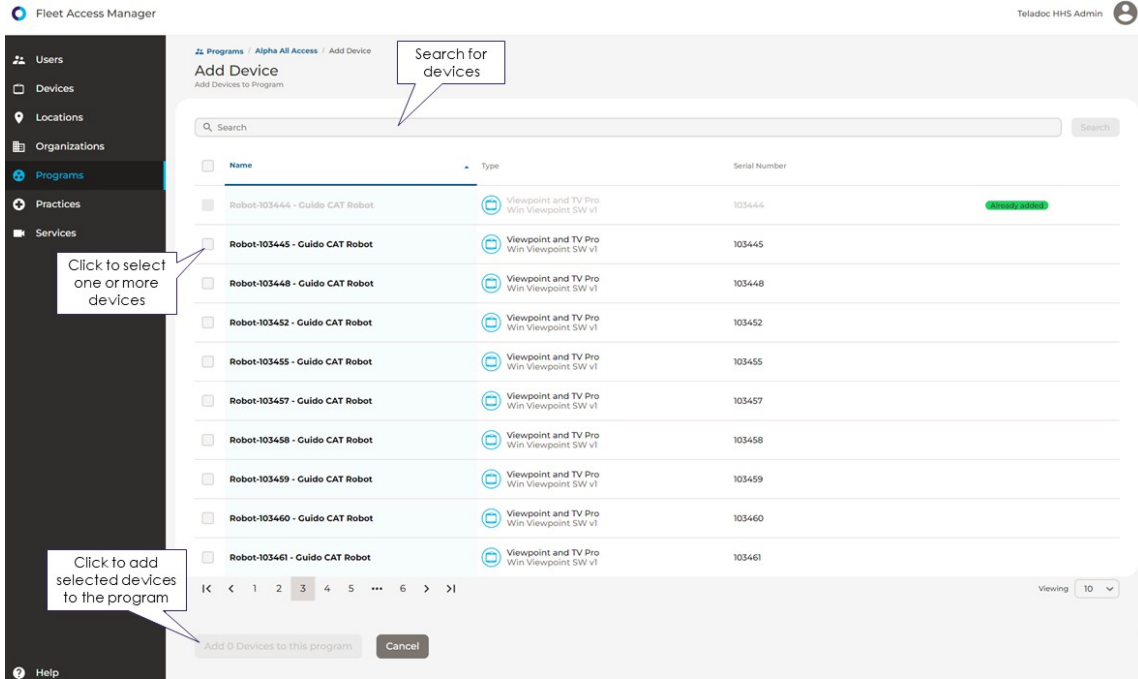 Fleet Access Manager
Teladoc HHS Admin
Users
Devices
Locations
Organizations
Programs
Practices
Services
Help
Programs / Alpha All Access / Add Device
Add Device
Add Devices to Program
Search for
devices
Search
Search
Name
Type
Serial Number
Robot-103444 - Guido CAT Robot
Viewpoint and TV Pro
Win Viewpoint SW v1
103444
Already added
Robot-103445 - Guido CAT Robot
Viewpoint and TV Pro
Win Viewpoint SW v1
103445
Click to select
one or more
devices
Robot-103448 - Guido CAT Robot
Viewpoint and TV Pro
Win Viewpoint SW v1
103448
Robot-103452 - Guido CAT Robot
Viewpoint and TV Pro
Win Viewpoint SW v1
103452
Robot-103455 - Guido CAT Robot
Viewpoint and TV Pro
Win Viewpoint SW v1
103455
Robot-103457 - Guido CAT Robot
Viewpoint and TV Pro
Win Viewpoint SW v1
103457
Robot-103458 - Guido CAT Robot
Viewpoint and TV Pro
Win Viewpoint SW v1
103458
Robot-103459 - Guido CAT Robot
Viewpoint and TV Pro
Win Viewpoint SW v1
103459
Robot-103460 - Guido CAT Robot
Viewpoint and TV Pro
Win Viewpoint SW v1
103460
Robot-103461 - Guido CAT Robot
Viewpoint and TV Pro
Win Viewpoint SW v1
103461
Click to add
selected devices
to the program
1 2 3 4 5 ••• 6
Viewing 10
Add 0 Devices to this program
Cancel